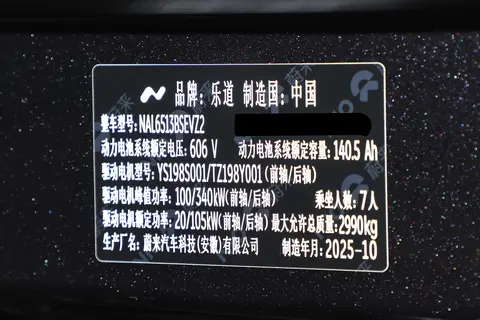 品牌：乐道 制造国：中国
整车型号：NAL6513BSEVZ2
动力电池系统额定电压：606 V 动力电池系统额定容量：140.5 Ah
驱动电机型号：YS198S001/TZ198Y001（前轴/后轴）
驱动电机峰值功率：100/340kW(前轴/后轴) 乘坐人数：7人
驱动电机额定功率：20/105kW(前轴/后轴) 最大允许总质量：2990kg
生产厂名：蔚来汽车科技(安徽)有限公司 制造年月：2025-10